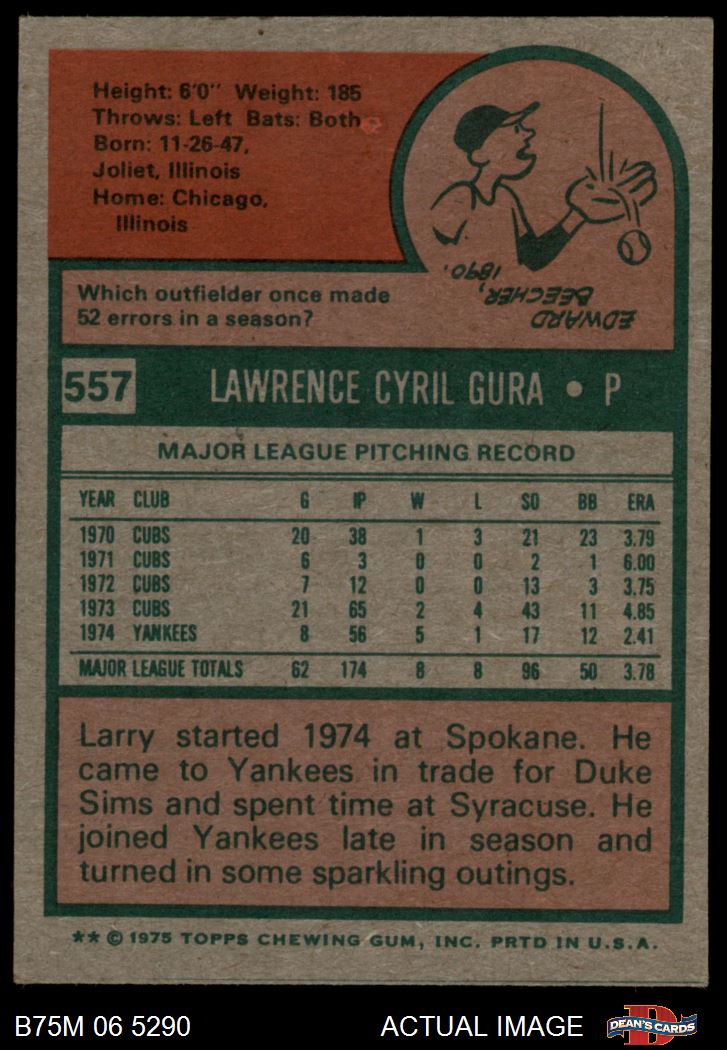 Height: 6'0" Weight: 185
Throws: Left Bats: Both
Born: 11-26-47,
Joliet, Illinois
Home: Chicago,
Illinois
Which outfielder once made
52 errors in a season?
EDWARD
BEECHER,
1890.
557 LAWRENCE CYRIL GURA • P
MAJOR LEAGUE PITCHING RECORD
YEAR CLUB G IP W L SO BB ERA
1970 CUBS 20 38 1 3 21 23 3.79
1971 CUBS 6 3 0 0 2 1 6.00
1972 CUBS 7 12 0 0 13 3 3.75
1973 CUBS 21 65 2 4 43 11 4.85
1974 YANKEES 8 56 5 1 17 12 2.41
MAJOR LEAGUE TOTALS 62 174 8 8 96 50 3.78
Larry started 1974 at Spokane. He
came to Yankees in trade for Duke
Sims and spent time at Syracuse. He
joined Yankees late in season and
turned in some sparkling outings.
** © 1975 TOPPS CHEWING GUM, INC. PRTD IN U.S.A.
B75M 06 5290 ACTUAL IMAGE
D
DEAN'S CARDS